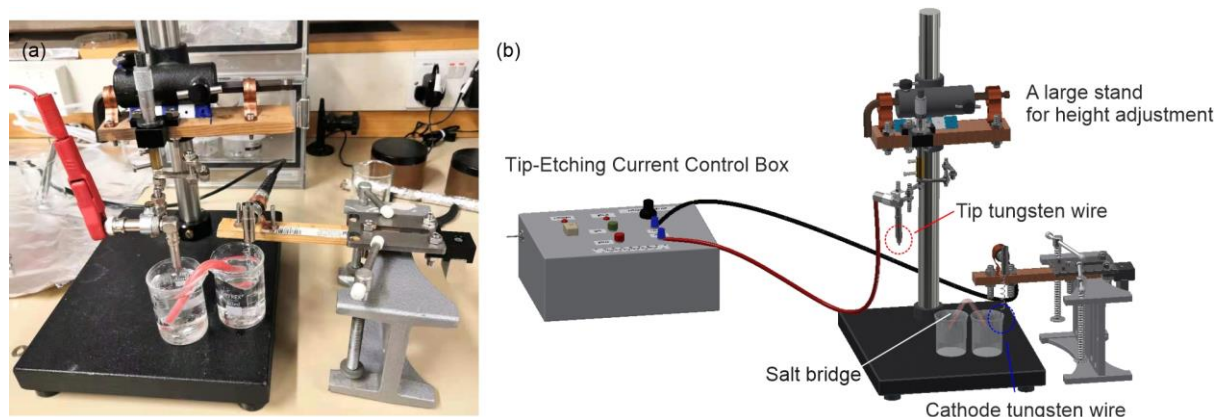 (a)
(b)
A large stand
for height adjustment
Tip-Etching Current Control Box
Tip tungsten wire
Salt bridge
Cathode tungsten wire